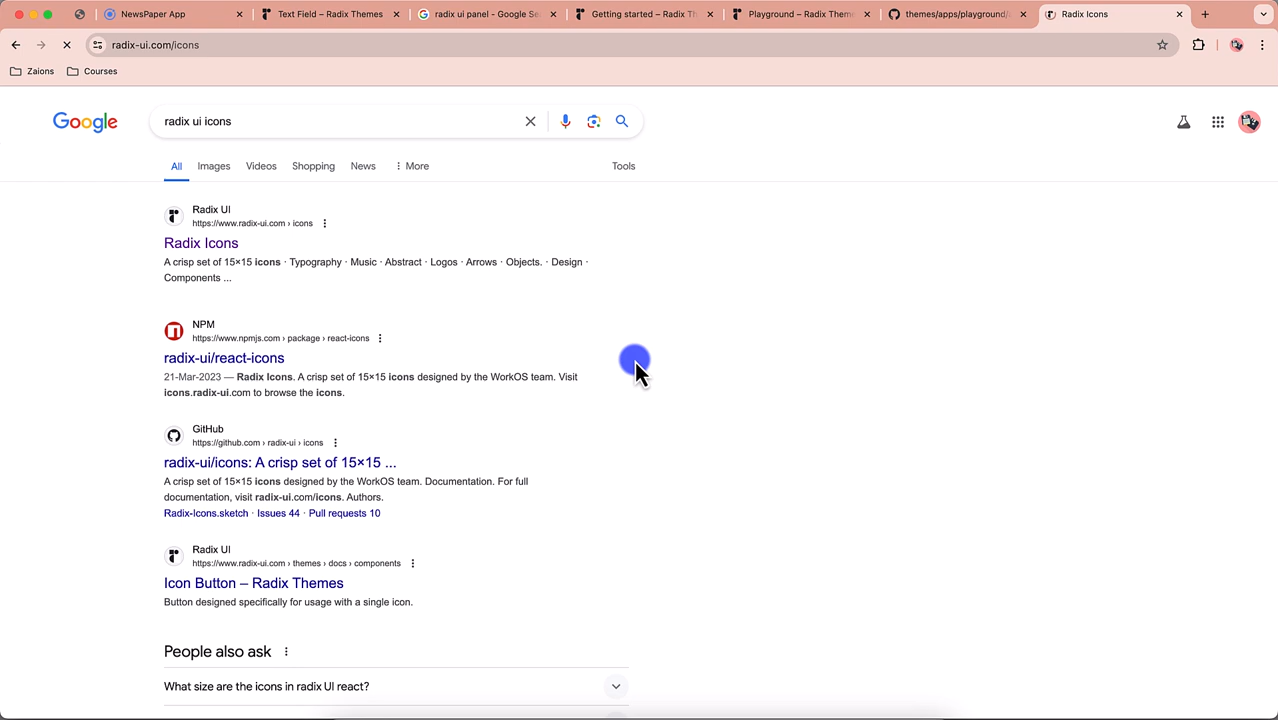 NewsPaper App
Text Field – Radix Themes
radix ui panel - Google Se
Getting started – Radix Th
Playground – Radix Theme
themes/apps/playground/
Radix Icons
radix-ui.com/icons
Zaions
Courses
Google
radix ui icons
All
Images
Videos
Shopping
News
More
Tools
Radix UI
https://www.radix-ui.com › icons
Radix Icons
A crisp set of 15×15 icons · Typography · Music · Abstract · Logos · Arrows · Objects. · Design ·
Components ...
NPM
https://www.npmjs.com › package › react-icons
radix-ui/react-icons
21-Mar-2023 — Radix Icons. A crisp set of 15×15 icons designed by the WorkOS team. Visit
icons.radix-ui.com to browse the icons.
GitHub
https://github.com › radix-ui › icons
radix-ui/icons: A crisp set of 15×15 ...
A crisp set of 15×15 icons designed by the WorkOS team. Documentation. For full
documentation, visit radix-ui.com/icons. Authors.
Radix-Icons.sketch · Issues 44 · Pull requests 10
Radix UI
https://www.radix-ui.com › themes › docs › components
Icon Button – Radix Themes
Button designed specifically for usage with a single icon.
People also ask
What size are the icons in radix UI react?